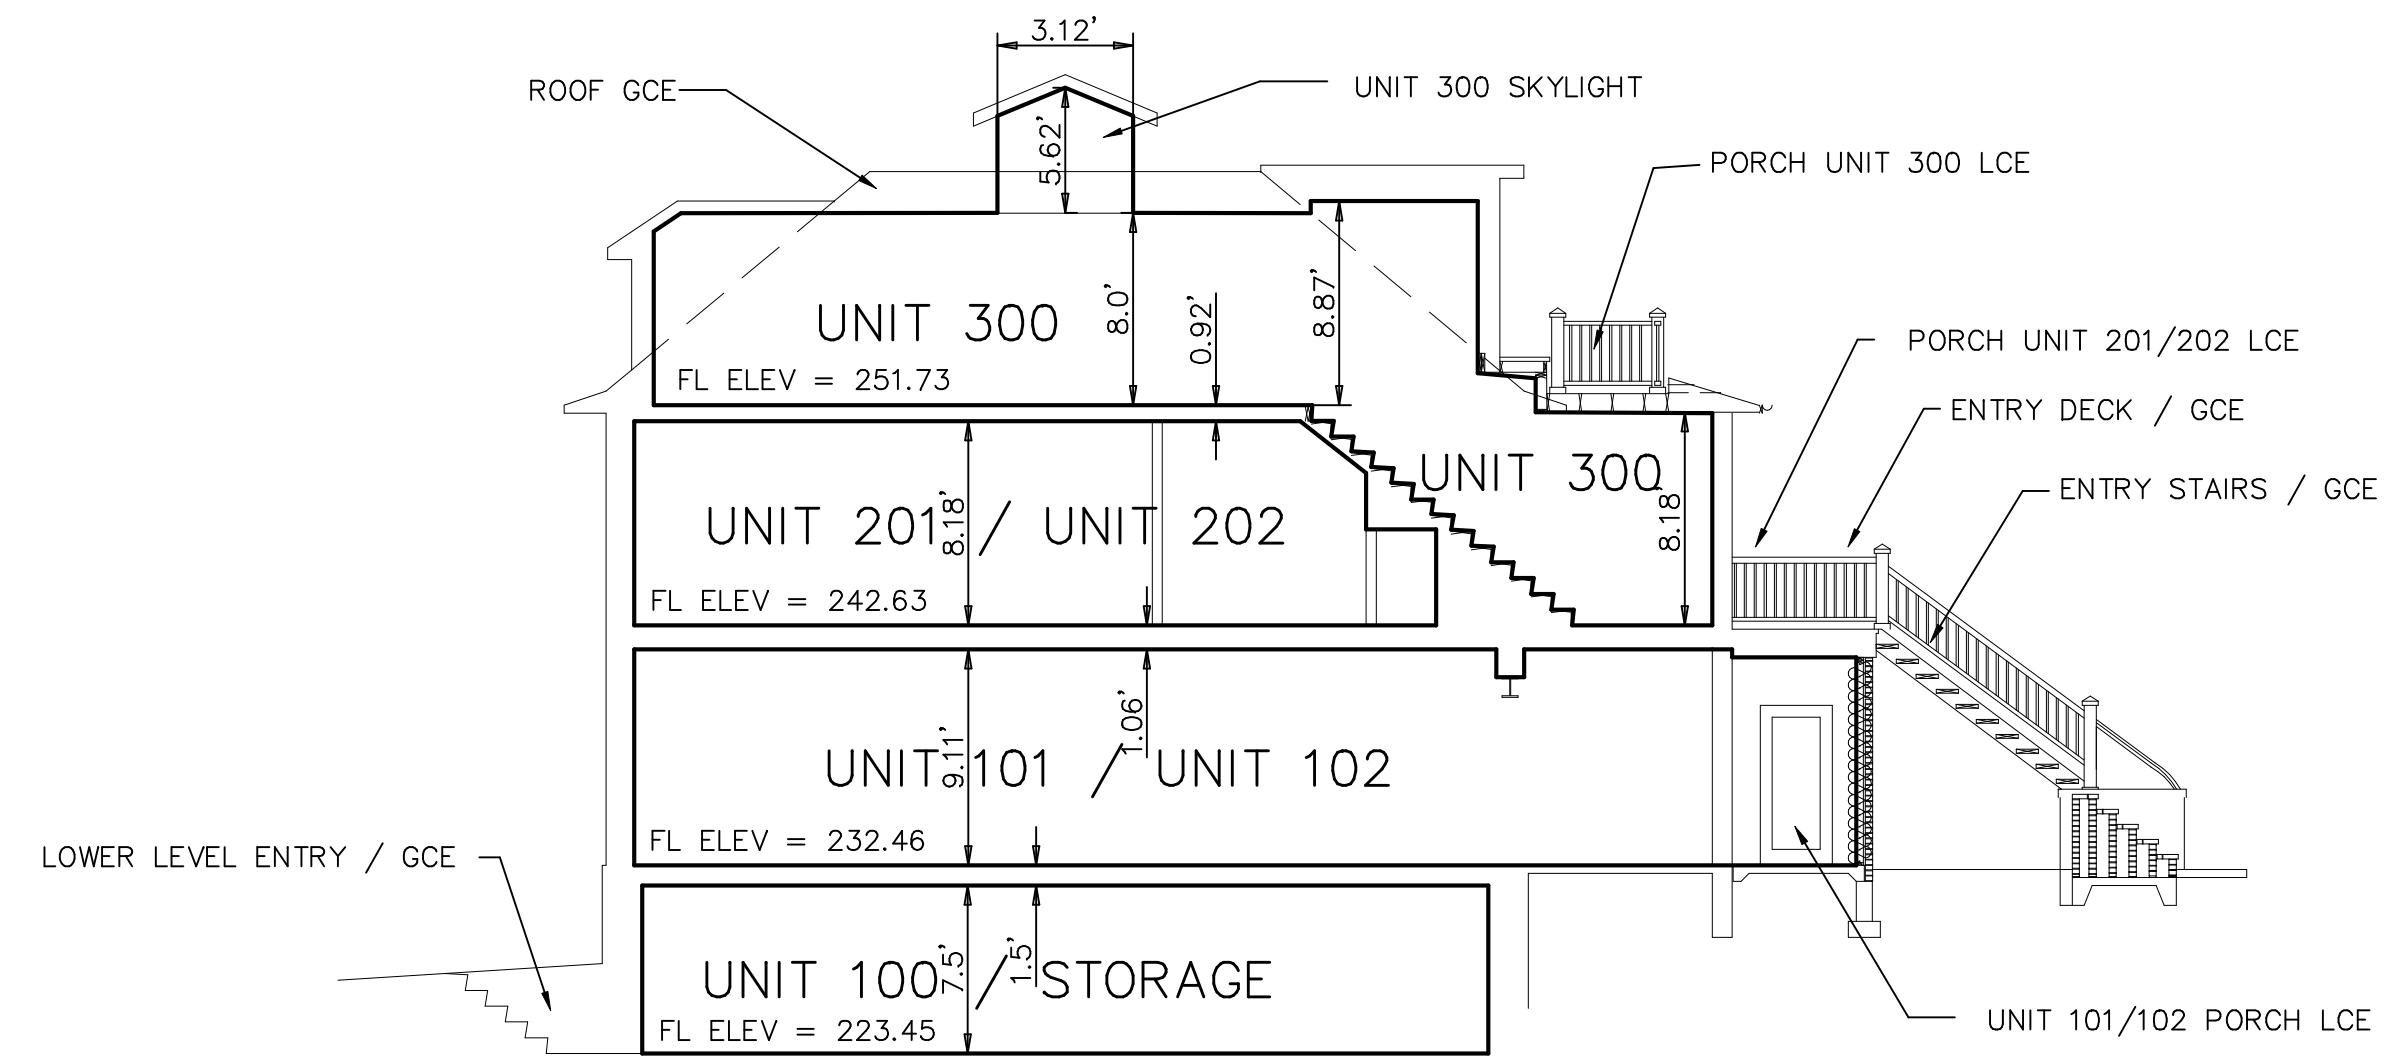 3.12'
ROOF GCE
UNIT 300 SKYLIGHT
5.62'
PORCH UNIT 300 LCE
UNIT 300
8.0'
0.92'
8.87'
FL ELEV = 251.73
PORCH UNIT 201/202 LCE
ENTRY DECK / GCE
UNIT 300
ENTRY STAIRS / GCE
UNIT 201 / UNIT 202
8.18'
8.18'
FL ELEV = 242.63
1.06'
UNIT 101 / UNIT 102
9.11'
FL ELEV = 232.46
LOWER LEVEL ENTRY / GCE
UNIT 100 / STORAGE
7.5'
1.5'
UNIT 101/102 PORCH LCE
FL ELEV = 223.45